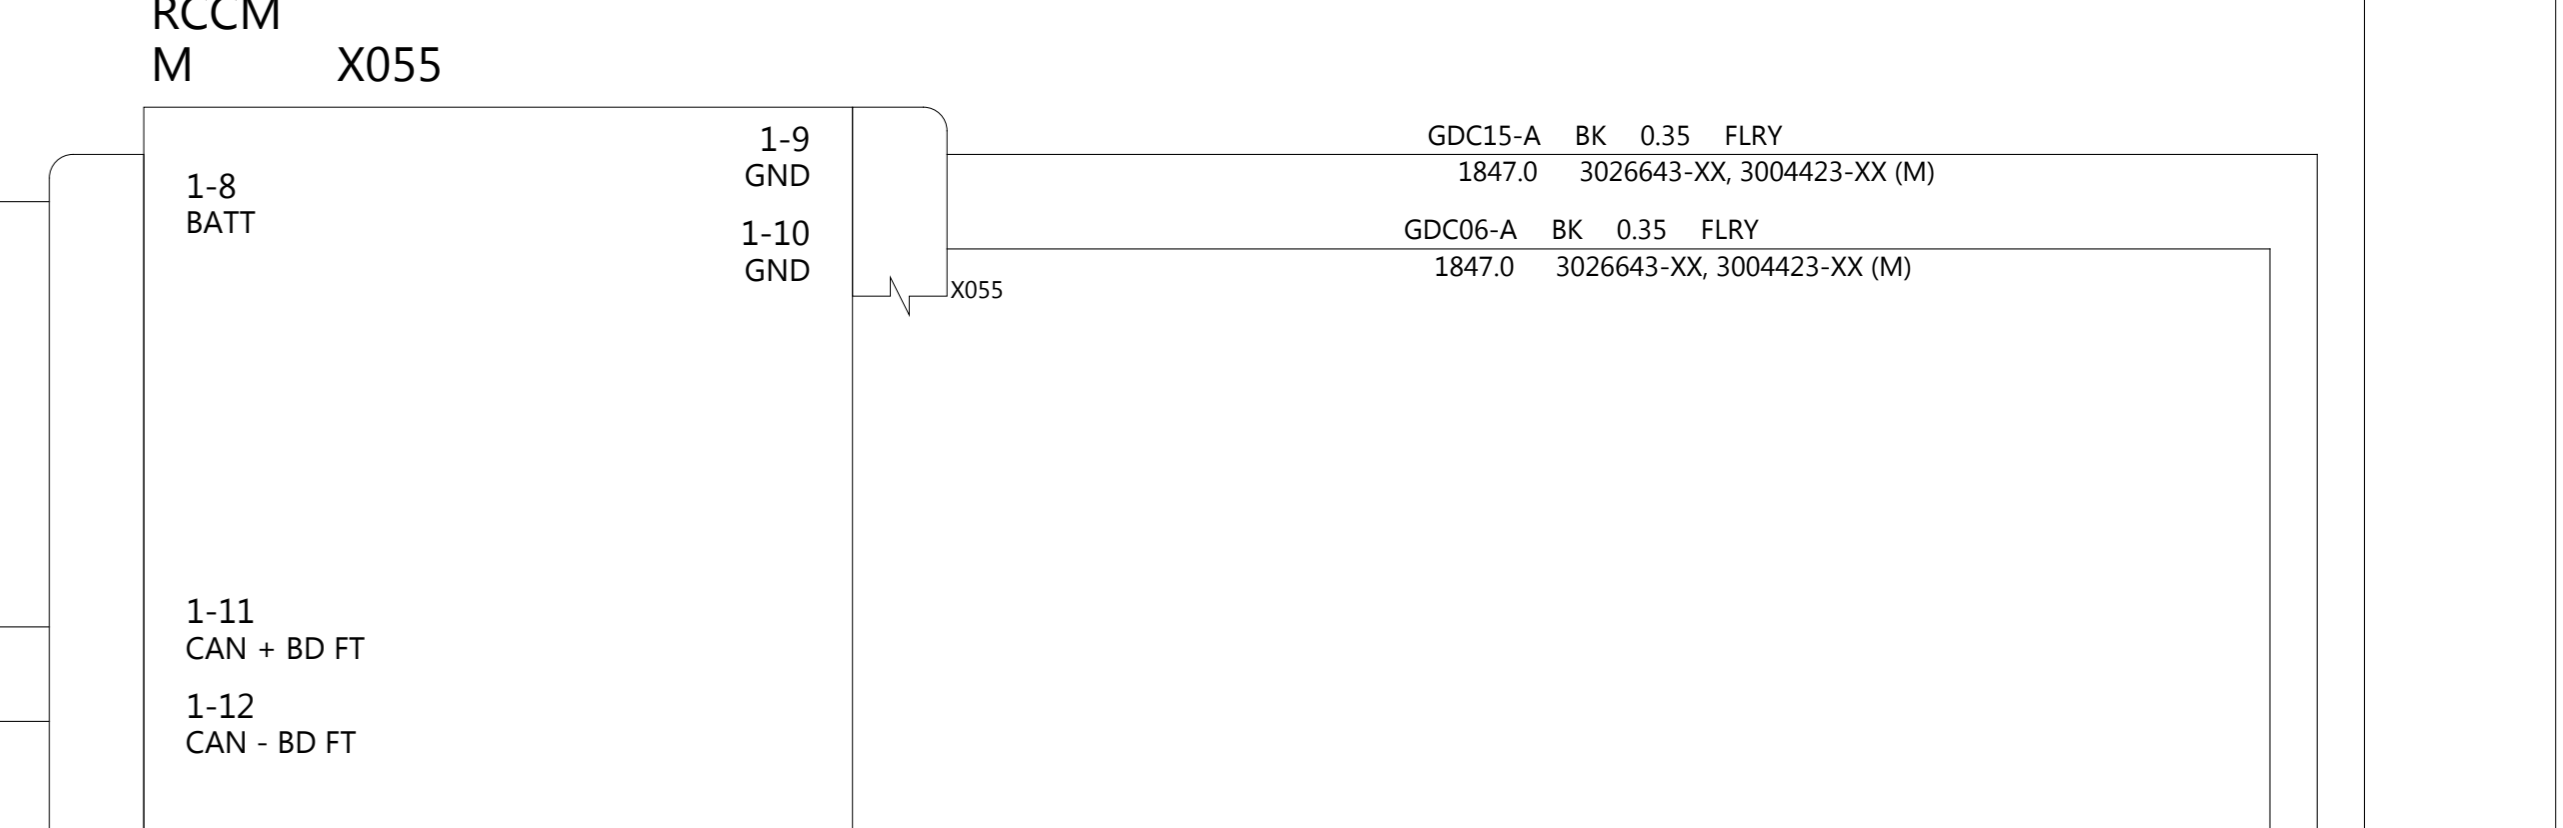 RCCM
M X055
1-9
GND
1-8
BATT
1-10
GND
X055
GDC15-A BK 0.35 FLRY
1847.0 3026643-XX, 3004423-XX (M)
GDC06-A BK 0.35 FLRY
1847.0 3026643-XX, 3004423-XX (M)
1-11
CAN + BD FT
1-12
CAN - BD FT